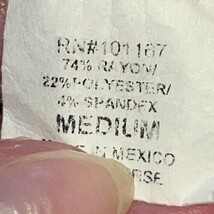 RN#101167
74% RAYON/
22%POLYESTER/
4% SPANDEX
MEDIUM
MEXICO